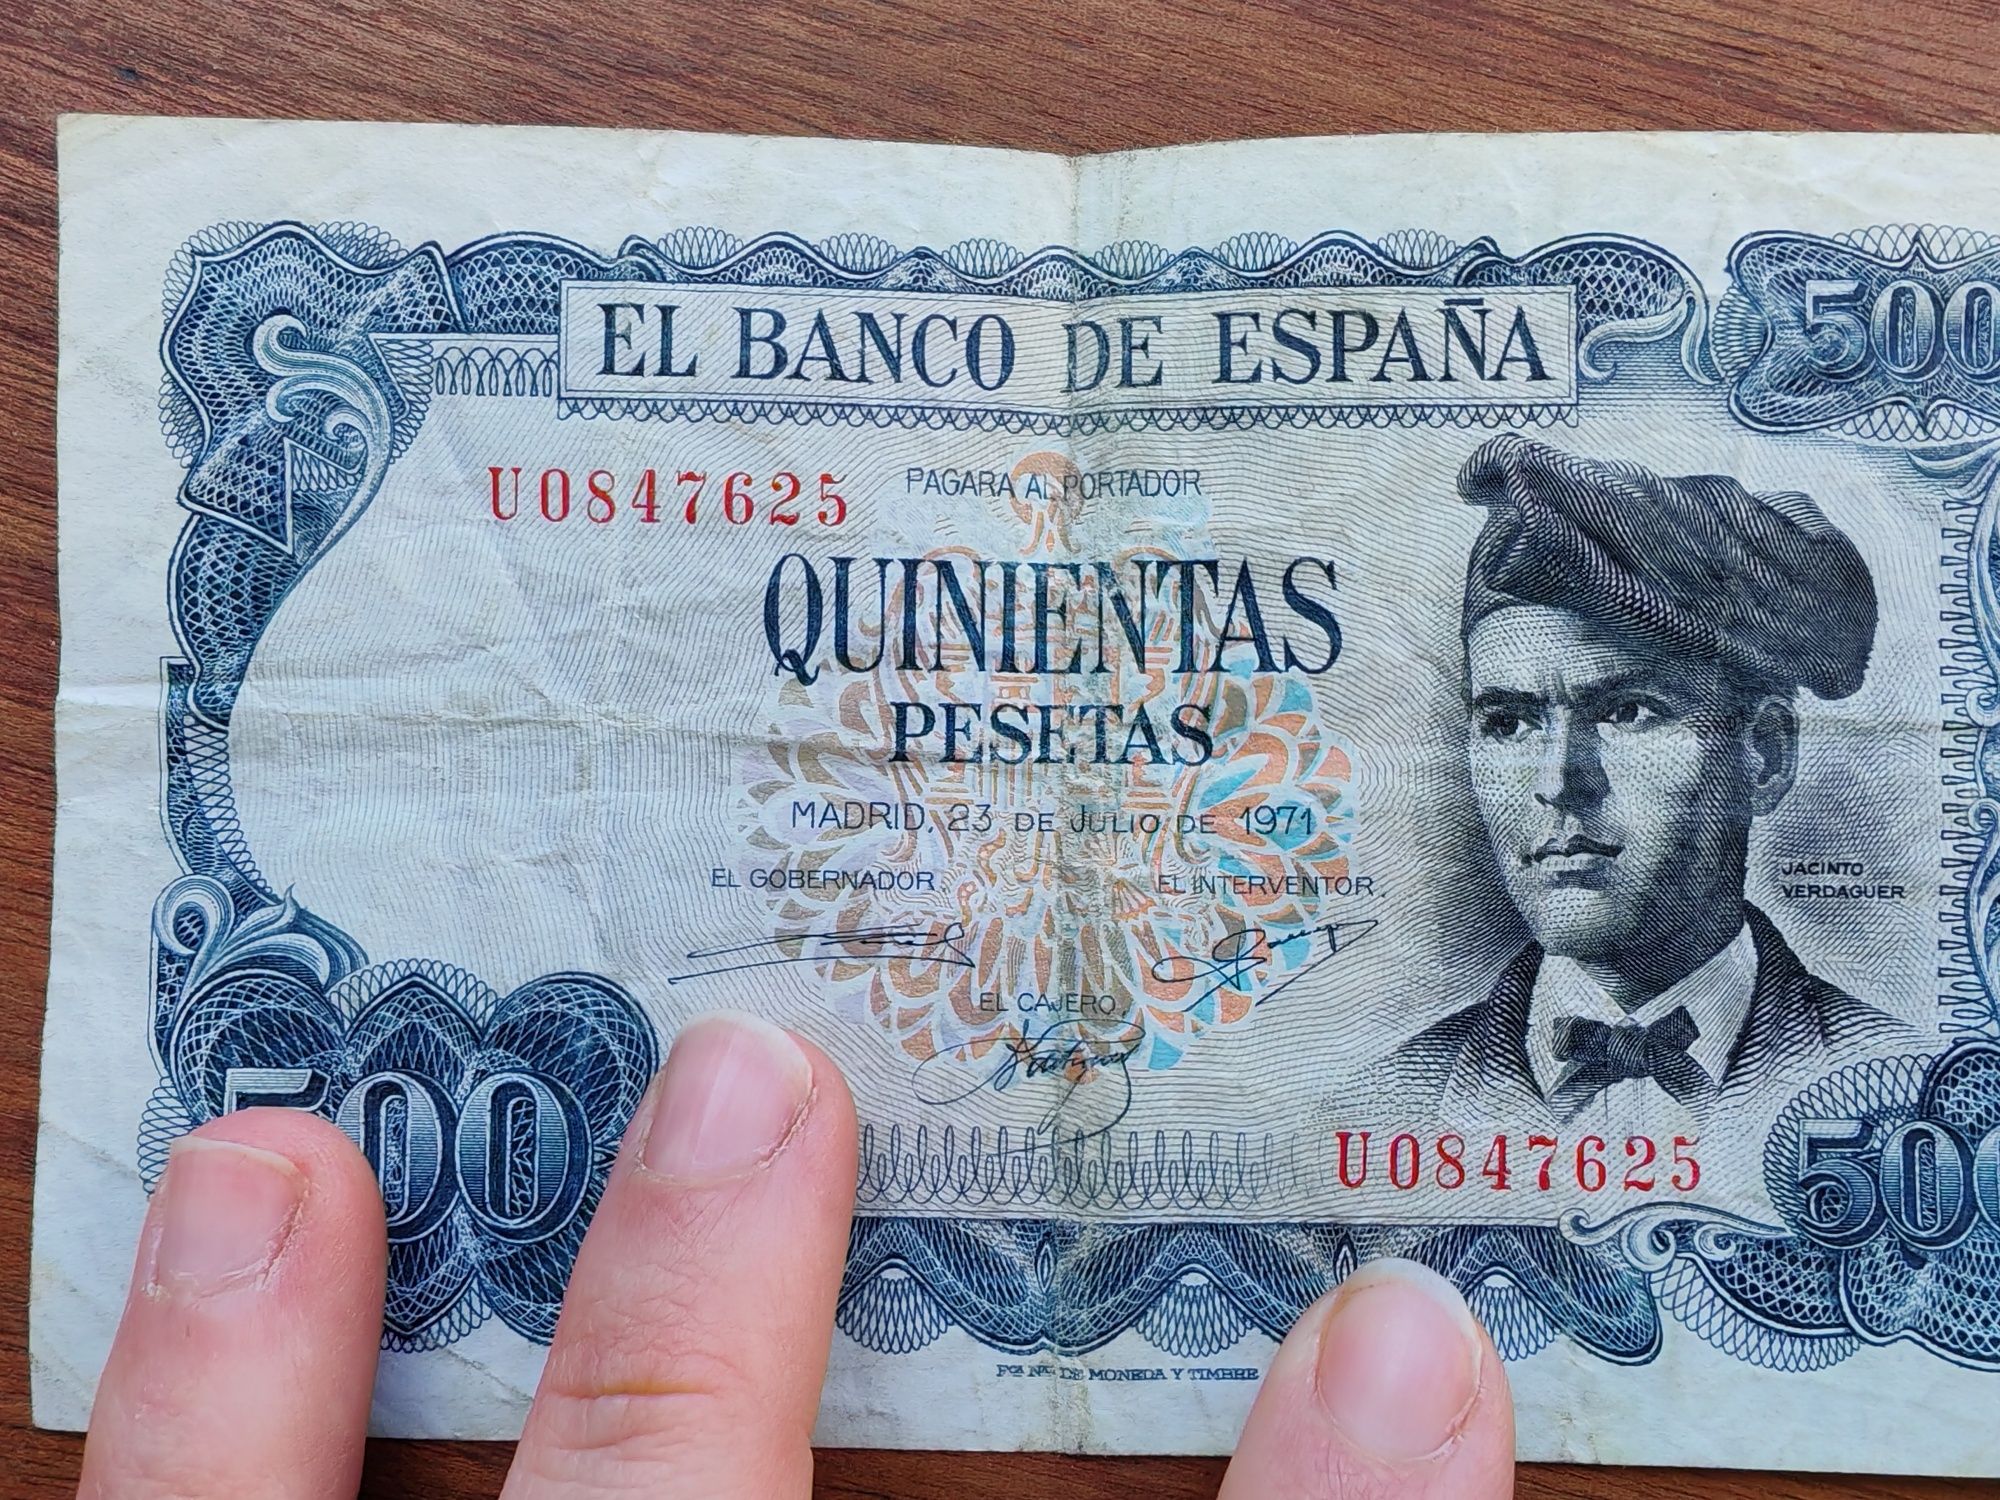 EL BANCO DE ESPAÑA
500
U0847625
PAGARA AL PORTADOR
QUINIENTAS
PESETAS
MADRID, 23 DE JULIO DE 1971
EL GOBERNADOR
EL INTERVENTOR
JACINTO
VERDAGUER
EL CAJERO
500
U0847625
500
Fca Nal DE MONEDA Y TIMBRE